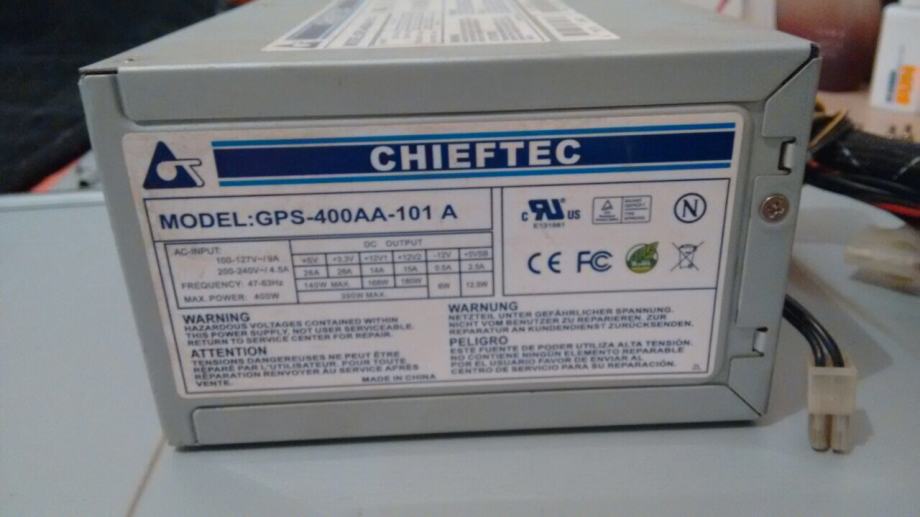 CHIEFTEC
MODEL:GPS-400AA-101 A
AC-INPUT:
100-127V~/9A
200-240V~/4.5A
FREQUENCY: 47-63Hz
MAX. POWER: 400W
DC OUTPUT
+5V +3.3V +12V1 +12V2 -12V +5VSB
28A 14A 15A 0.5A 2.5A
140W MAX. 168W 180W 6W 12.5W
c UR US
N
CE FC
WARNING
HAZARDOUS VOLTAGES CONTAINED WITHIN
THIS POWER SUPPLY, NOT USER SERVICEABLE.
RETURN TO SERVICE CENTER FOR REPAIR.
ATTENTION
TENSIONS DANGEREUSES NE PEUT ÊTRE
RÉPARÉ PAR L'UTILISATEUR. POUR TOUTE
RÉPARATION RENVOYER AU SERVICE APRÈS
VENTE.
MADE IN CHINA
WARNUNG
NETZTEIL UNTER GEFÄHRLICHER SPANNUNG.
NICHT VOM BENUTZER ZU REPARIEREN. ZUR
REPARATUR AN KUNDENDIENST ZURÜCKSENDEN.
PELIGRO
ESTE FUENTE DE PODER UTILIZA ALTA TENSIÓN.
NO CONTIENE NINGÚN ELEMENTO REPARABLE
POR EL USUARIO FAVOR DE ENVIAR AL
CENTRO DE SERVICIO PARA SU REPARACIÓN.